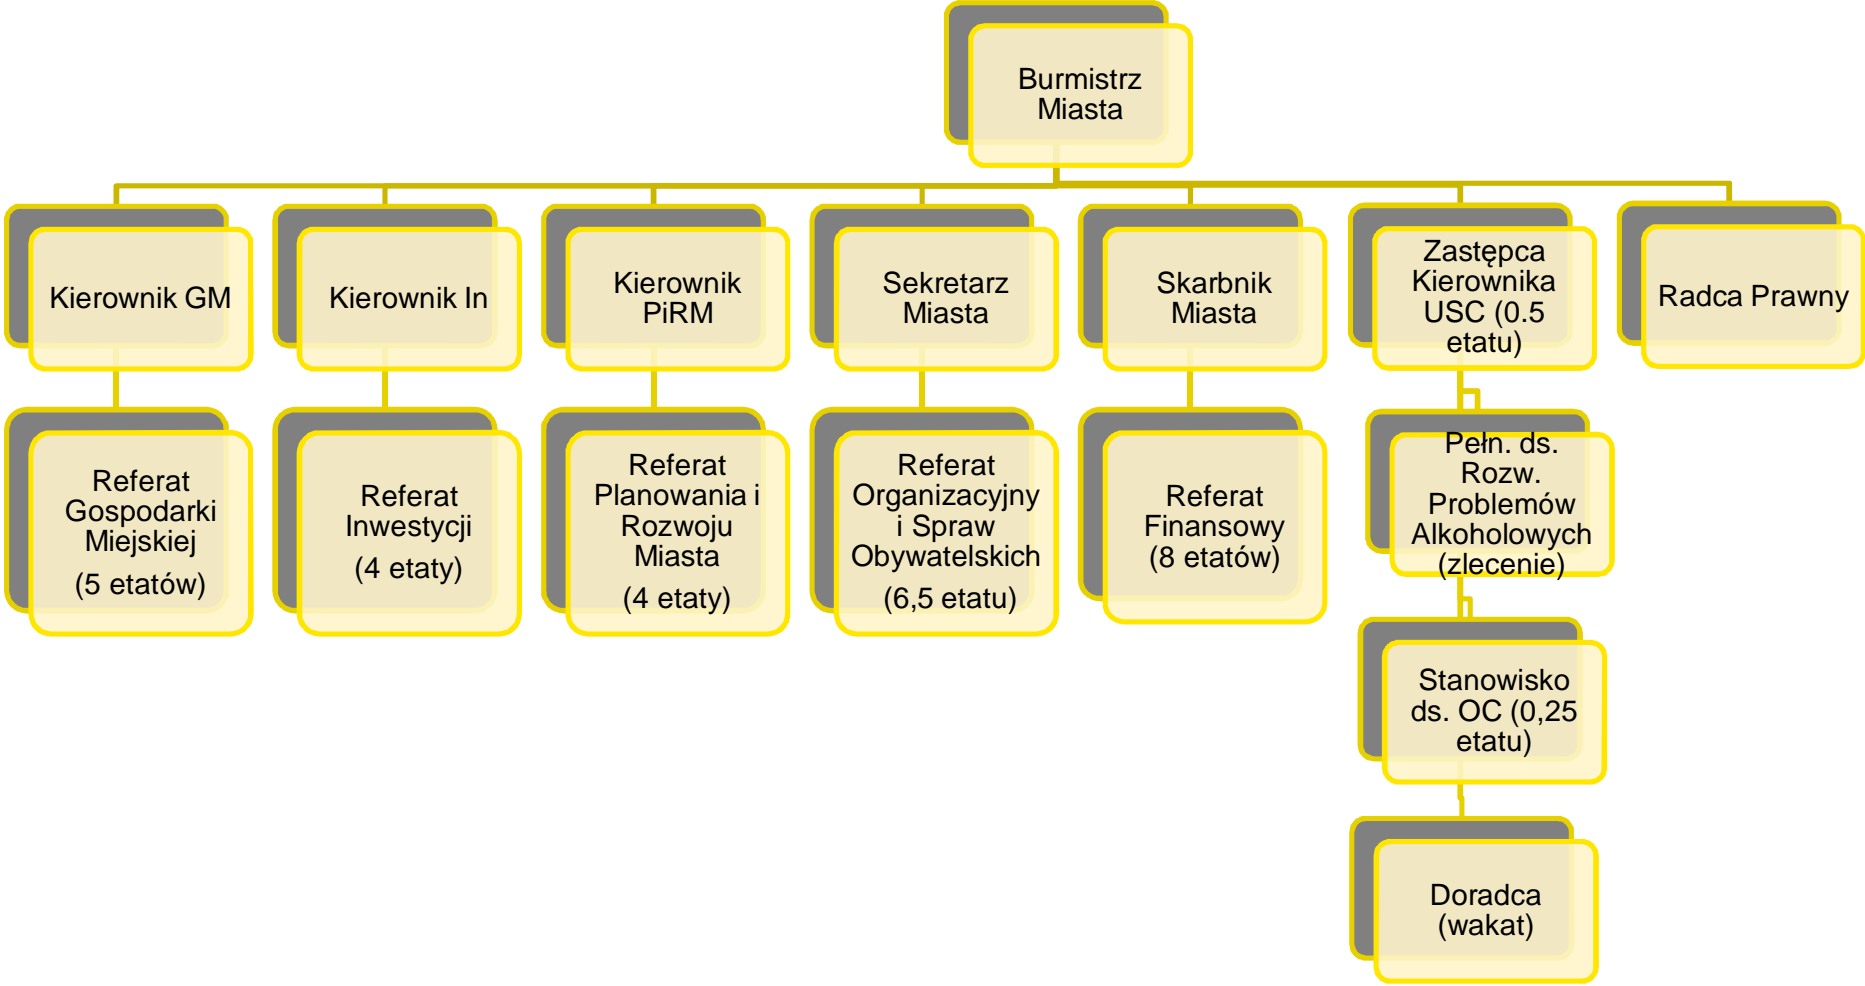 Burmistrz
Miasta
Kierownik GM
Kierownik In
Kierownik
PiRM
Sekretarz
Miasta
Skarbnik
Miasta
Zastępca
Kierownika
USC (0.5
etatu)
Radca Prawny
Referat
Gospodarki
Miejskiej
(5 etatów)
Referat
Inwestycji
(4 etaty)
Referat
Planowania i
Rozwoju
Miasta
(4 etaty)
Referat
Organizacyjny
i Spraw
Obywatelskich
(6,5 etatu)
Referat
Finansowy
(8 etatów)
Pełn. ds.
Rozw.
Problemów
Alkoholowych
(zlecenie)
Stanowisko
ds. OC (0,25
etatu)
Doradca
(wakat)